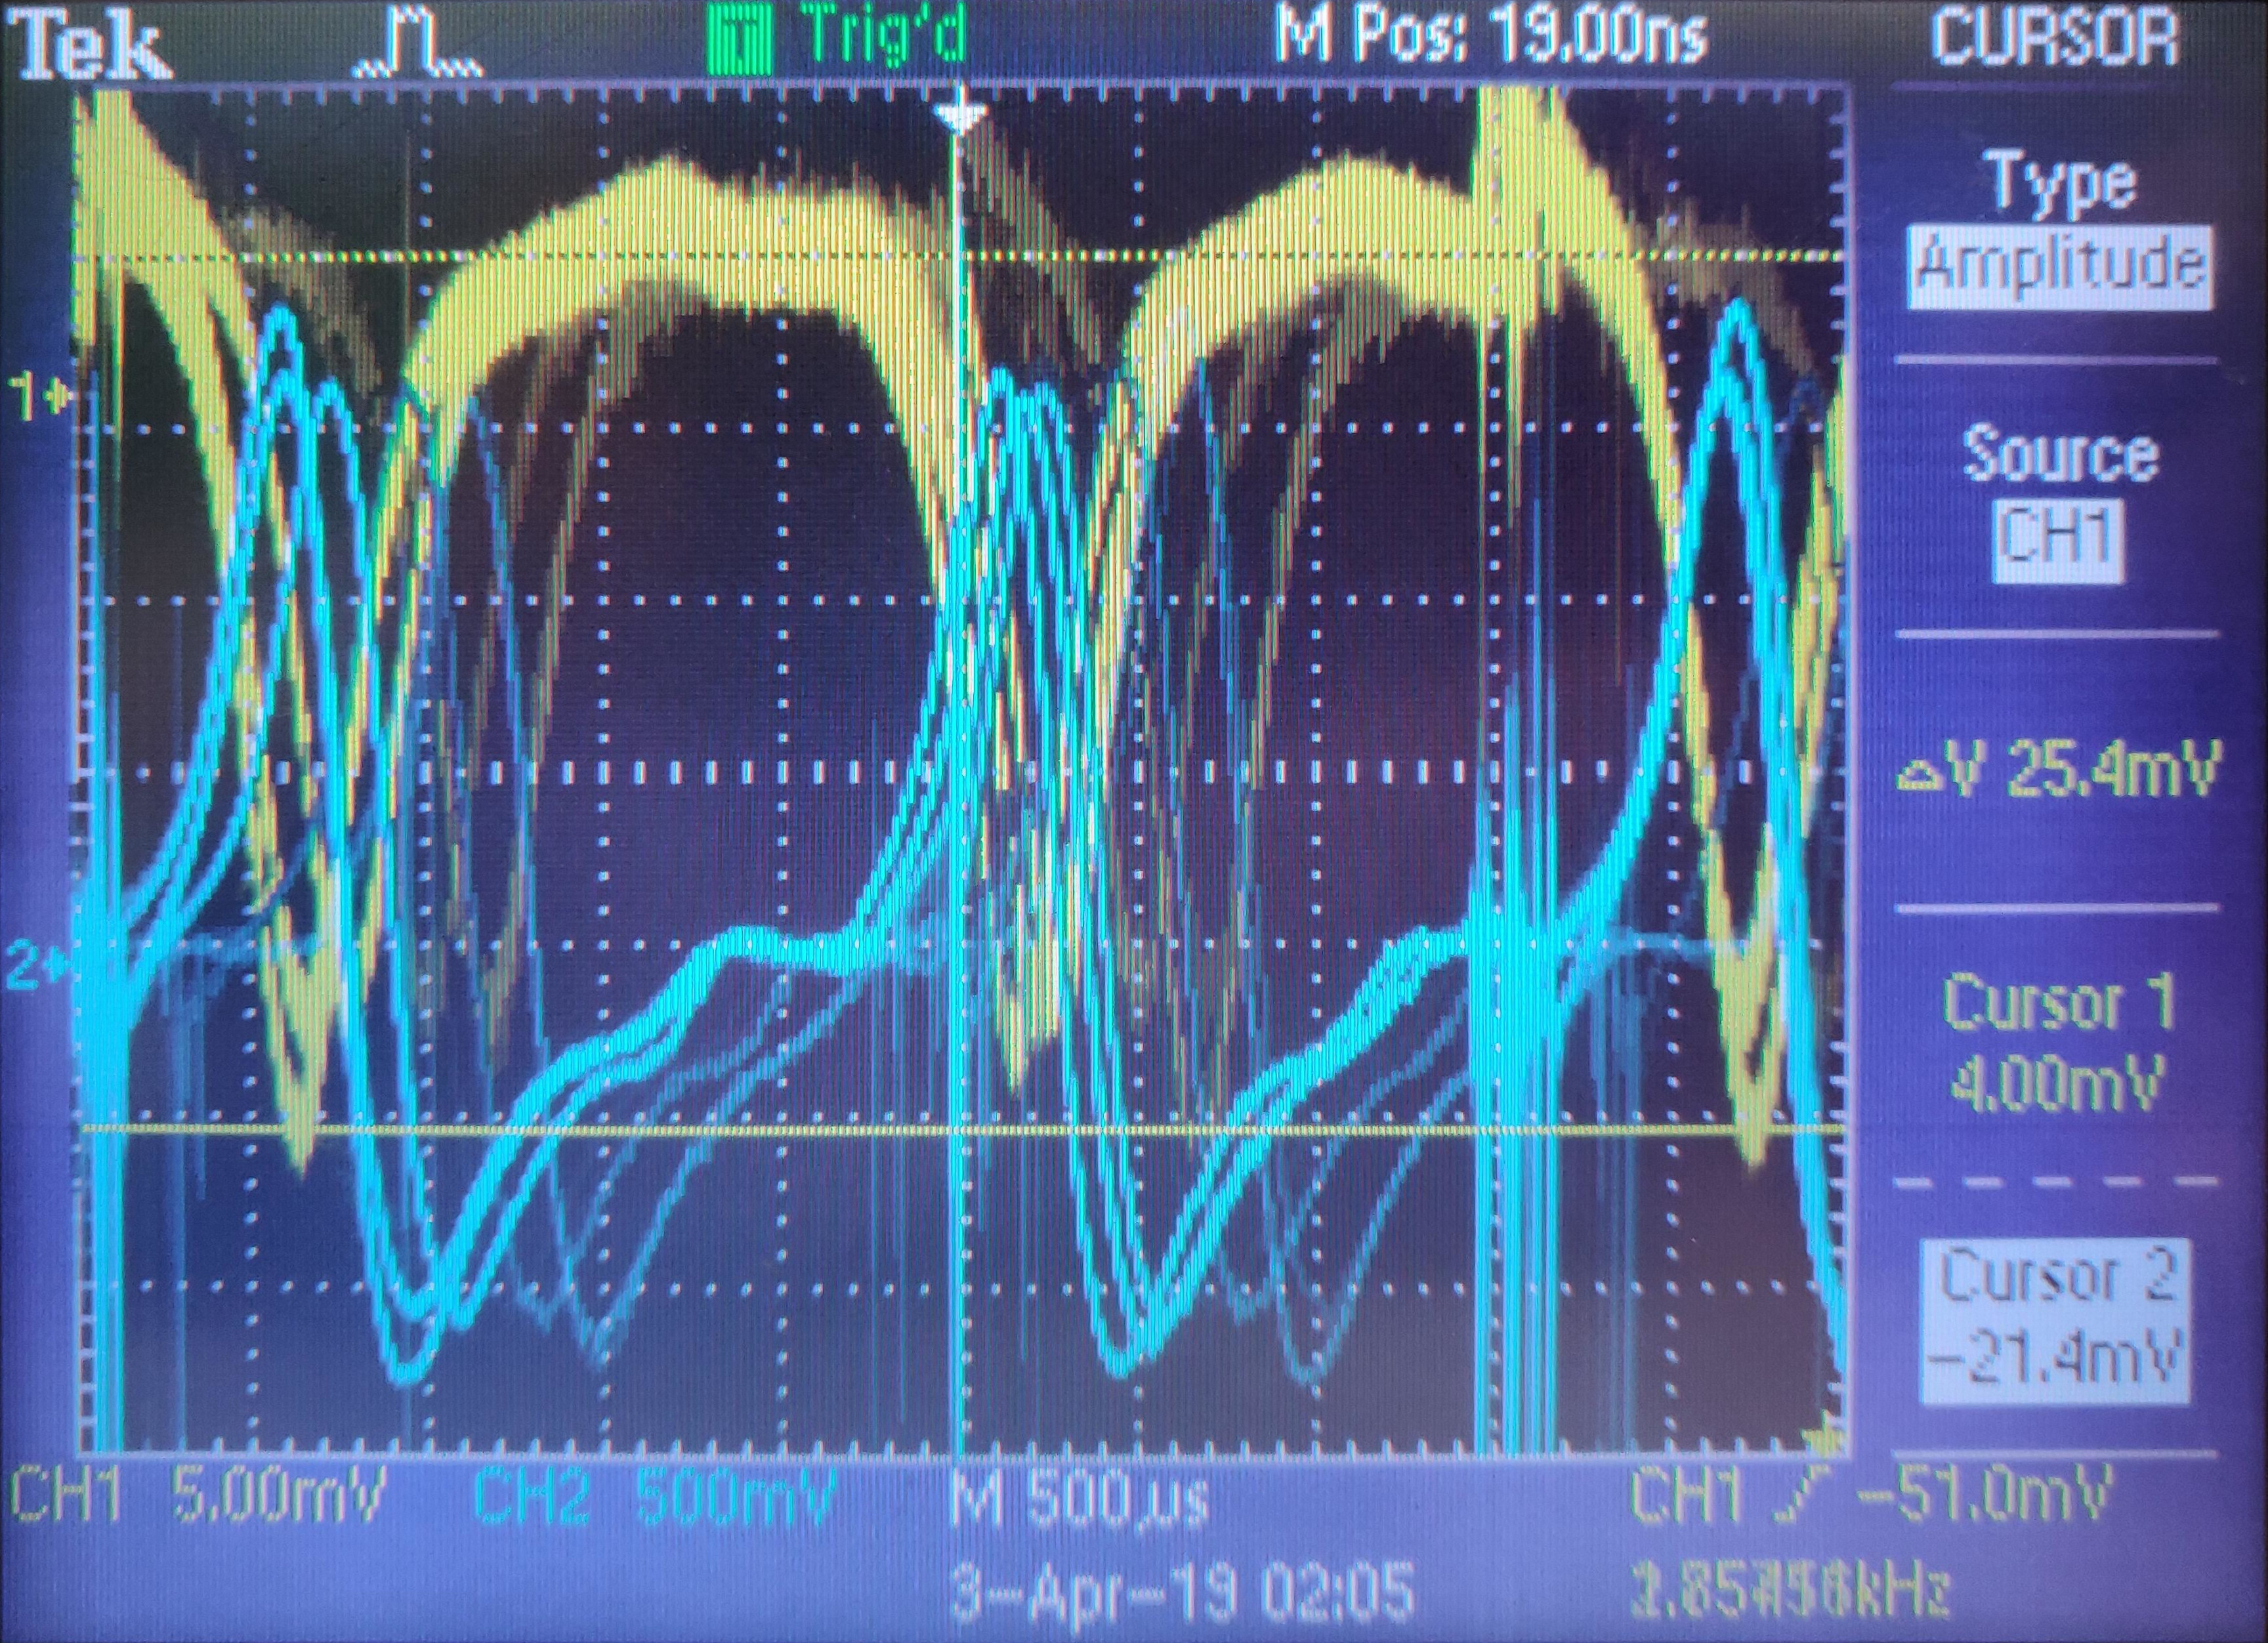 Tek T Trig'd M Pos: 19.00ns CURSOR
Type
Amplitude
1
Source
CH1
△V 25.4mV
2
Cursor 1
4.00mV
Cursor 2
-21.4mV
CH1 5.00mV CH2 500mV M 500µs CH1 -51.0mV
3-Apr-19 02:05